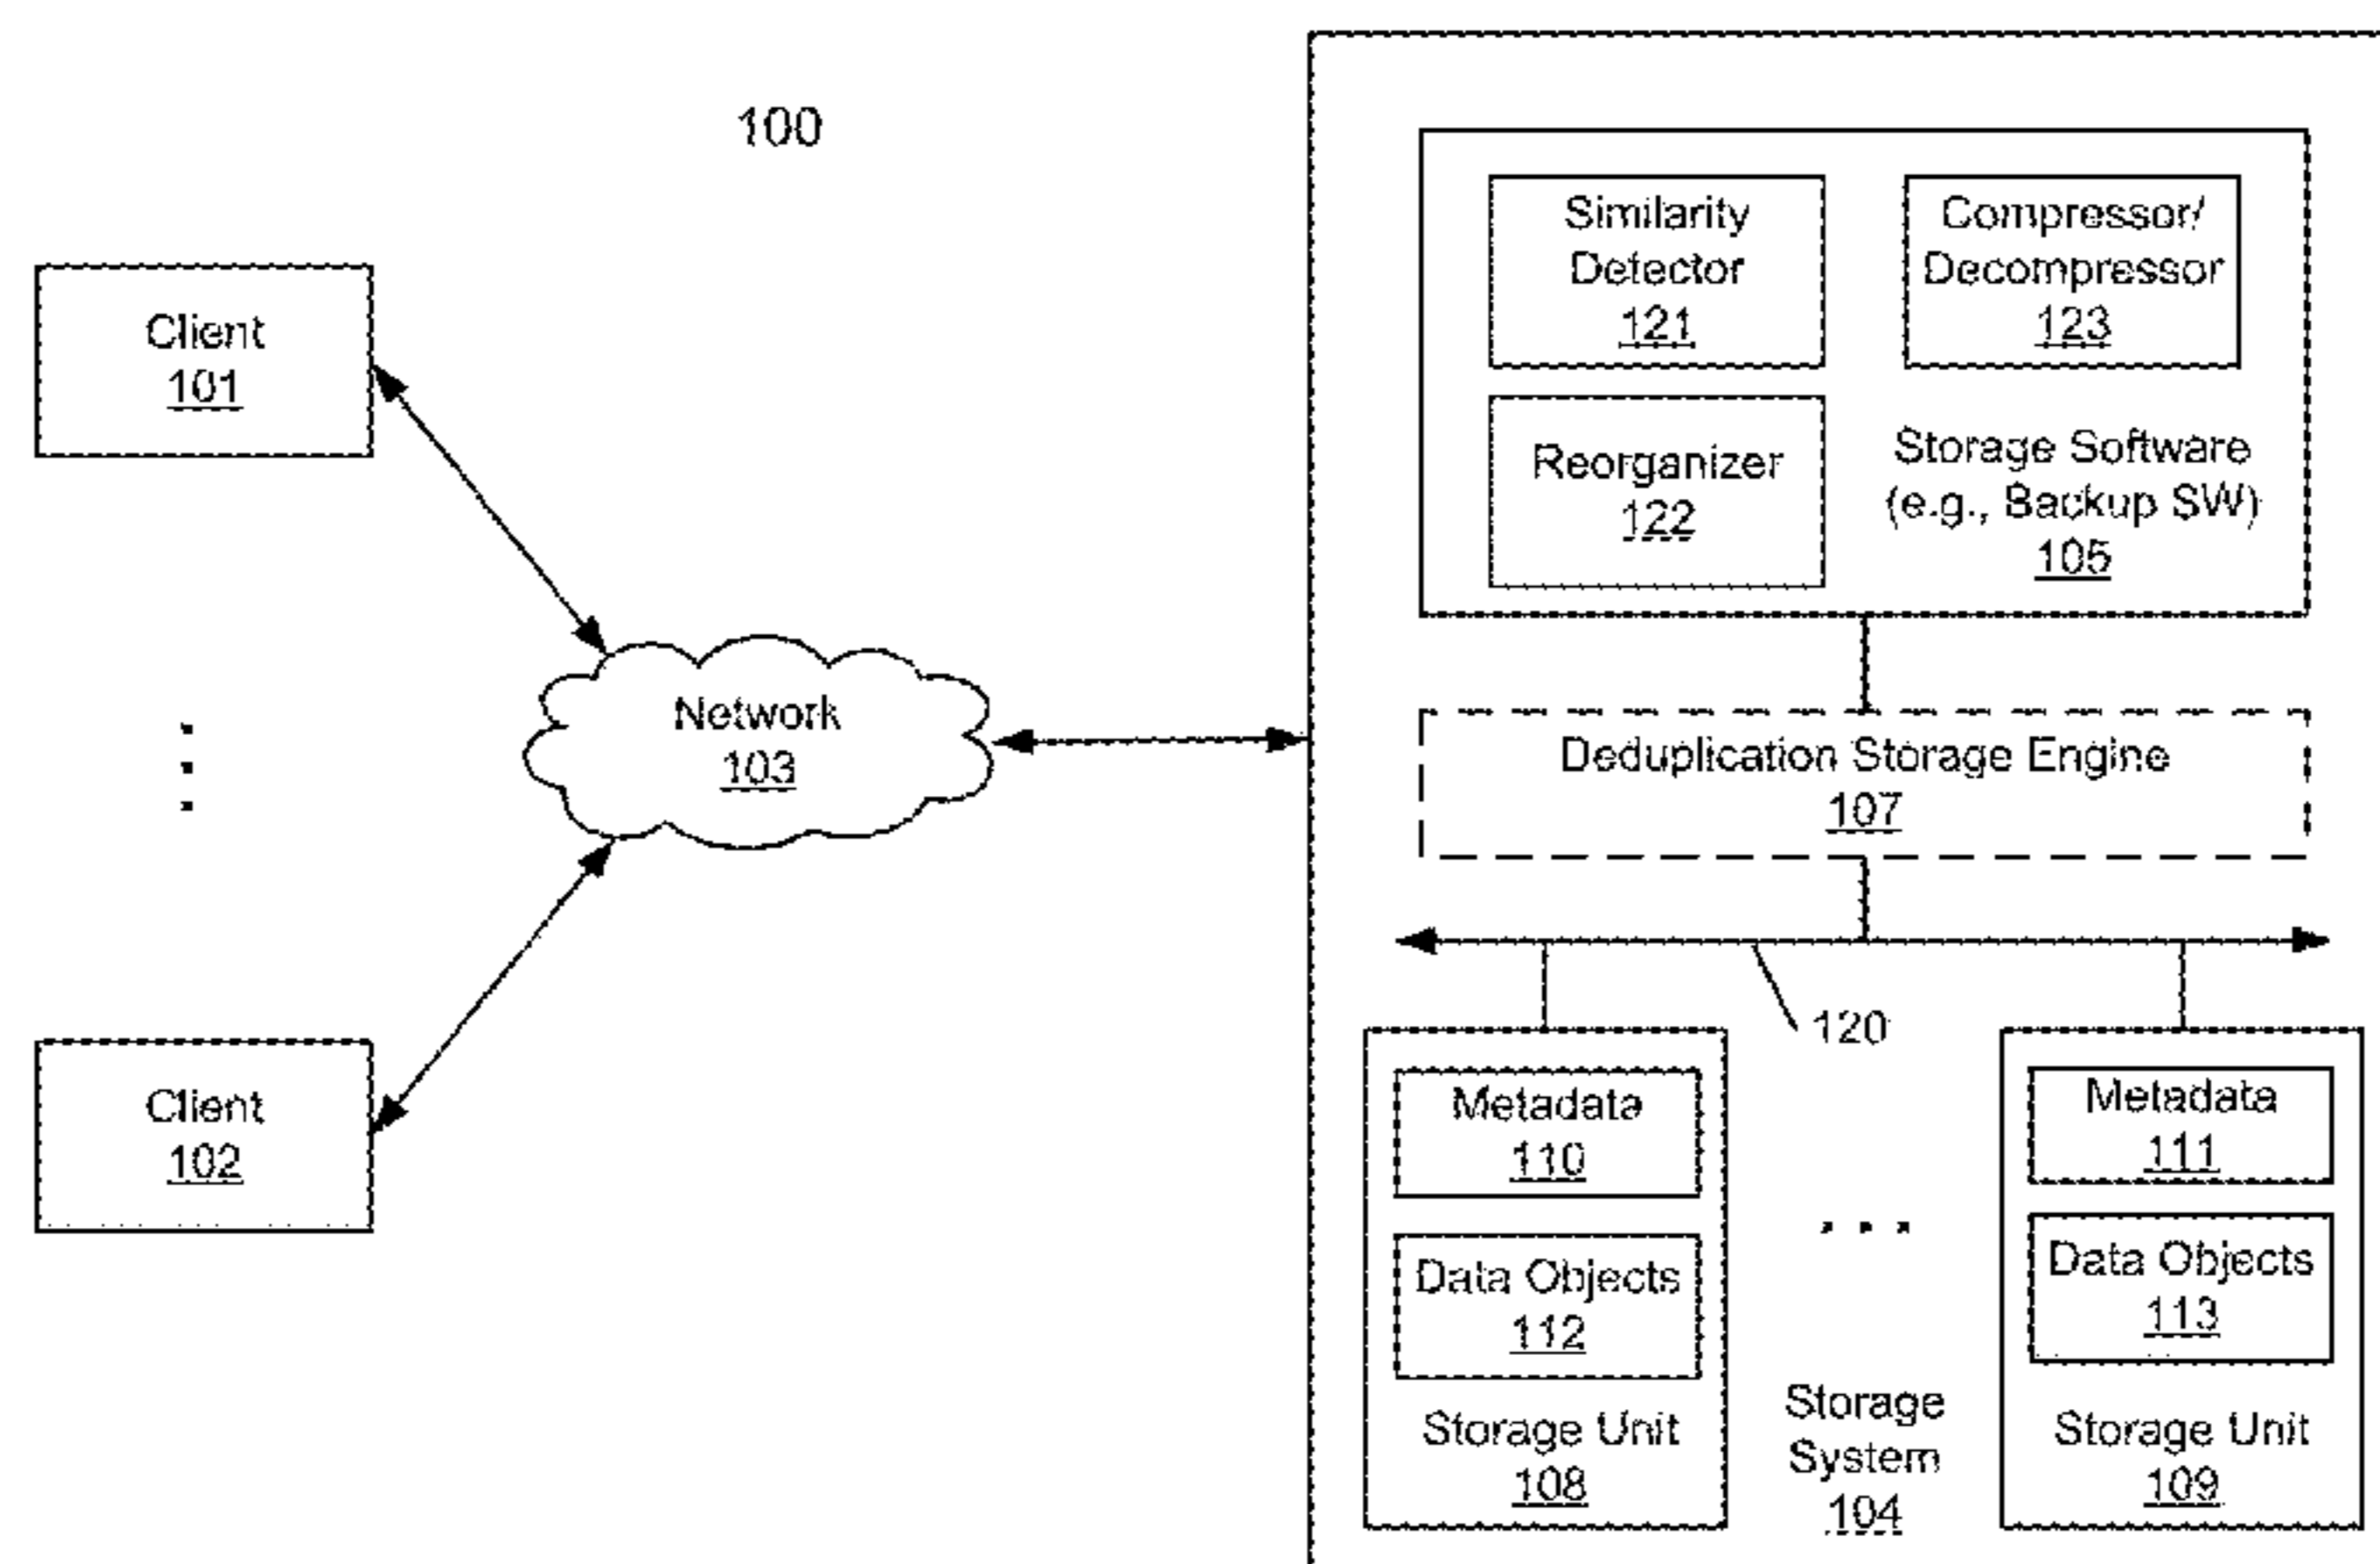 100
Client
101
Client
102
Network
103
Similarity
Detector
121
Compressor/
Decompressor
123
Reorganizer
122
Storage Software
(e.g., Backup SW)
105
Deduplication Storage Engine
107
120
Metadata
110
Data Objects
112
Storage Unit
108
Storage
System
104
Metadata
111
Data Objects
113
Storage Unit
109